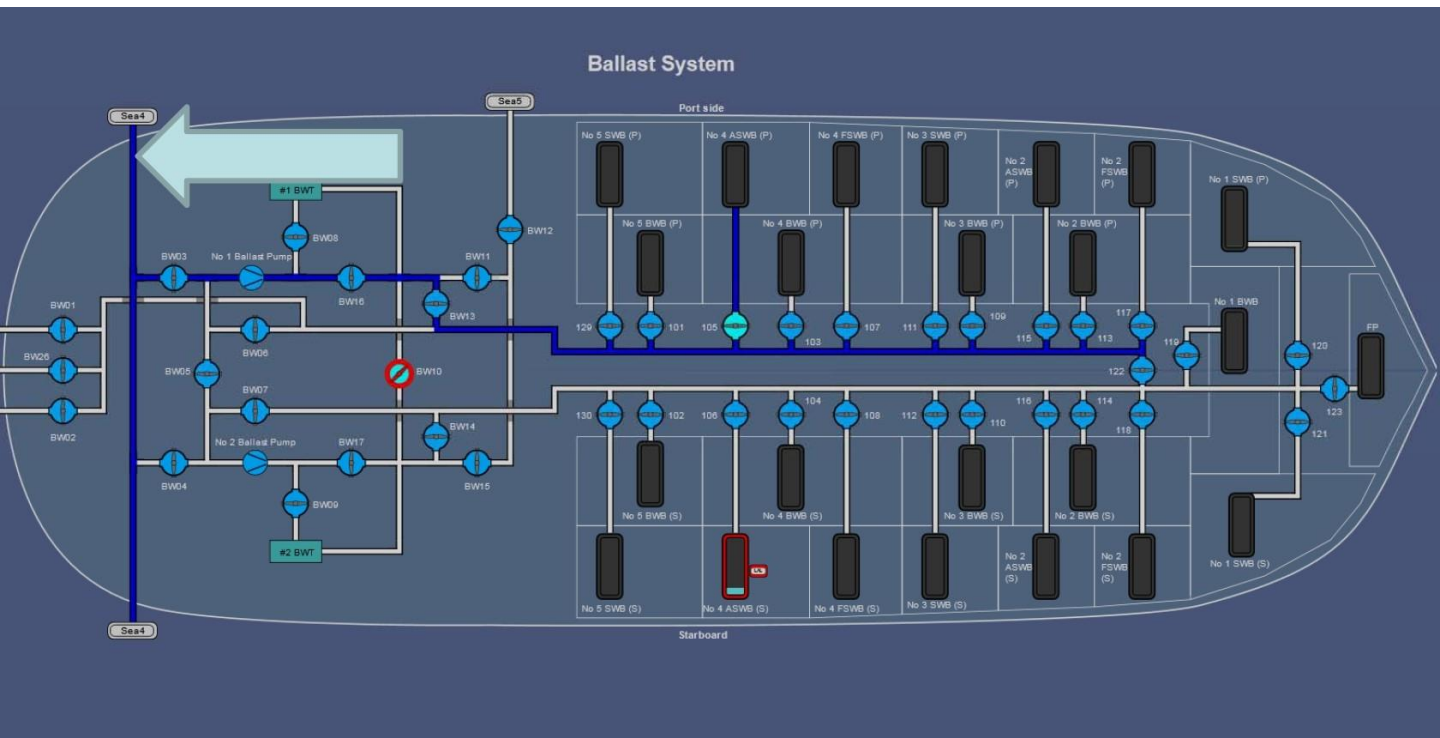 Ballast System
Sea5
Sea4
Port side
No 5 SWB (P)
No 4 ASWB (P)
No 4 FSWB (P)
No 3 SWB (P)
No 2
ASWB
(P)
No 2
FSWB
(P)
No 1 SWB (P)
#1 BWT
No 5 BWB (P)
No 4 BWB (P)
No 3 BWB (P)
No 2 BWB (P)
BW12
BW08
BW03
No 1 Ballast Pump
BW11
BW16
BW13
No 1 BWB
BW01
129
101
105
103
107
111
109
115
113
117
119
120
FP
BW26
BW06
BW05
BW10
122
123
BW07
BW02
130
102
106
104
108
112
110
116
114
118
121
BW14
No 2 Ballast Pump
BW17
BW04
BW15
BW09
No 5 BWB (S)
No 4 BWB (S)
No 3 BWB (S)
No 2 BWB (S)
#2 BWT
No 2
ASWB
(S)
No 2
FSWB
(S)
No 1 SWB (S)
No 5 SWB (S)
No 4 ASWB (S)
No 4 FSWB (S)
No 3 SWB (S)
Sea4
Starboard